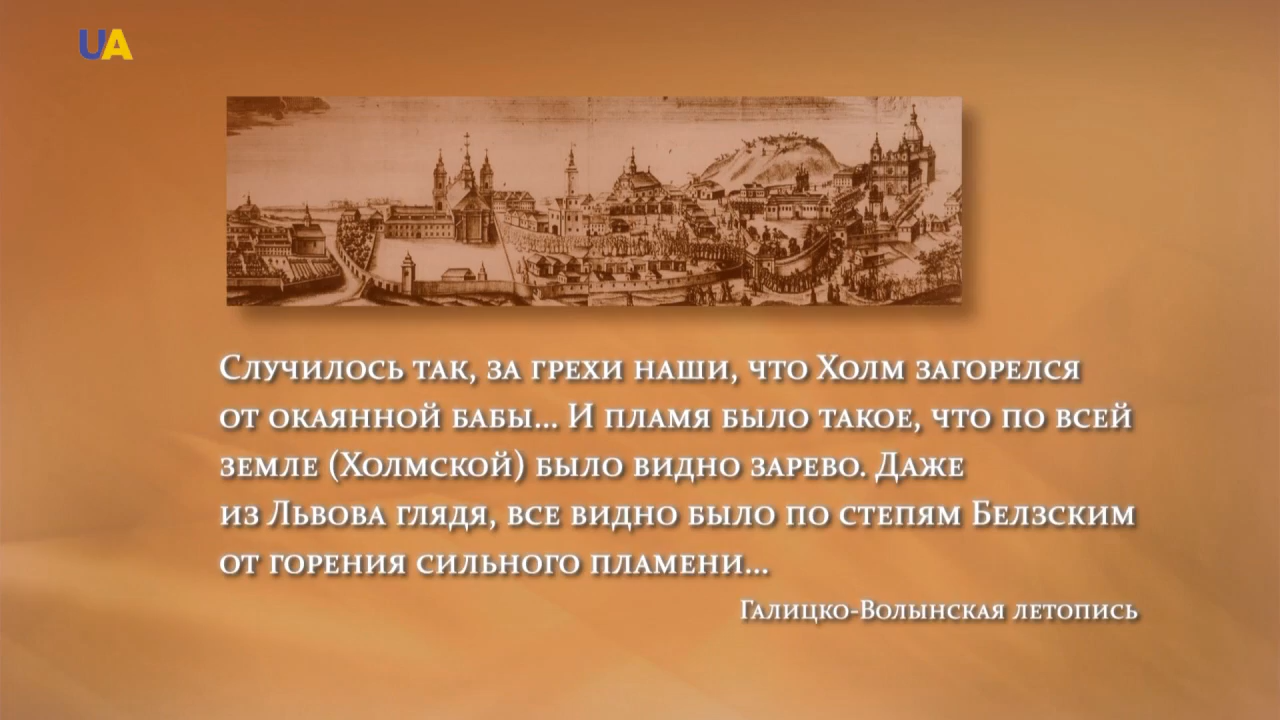 UA
Случилось так, за грехи наши, что Холм загорелся
от окаянной бабы... И пламя было такое, что по всей
земле (Холмской) было видно зарево. Даже
из Львова глядя, все видно было по степям Белзским
от горения сильного пламени...
Галицко-Волынская летопись